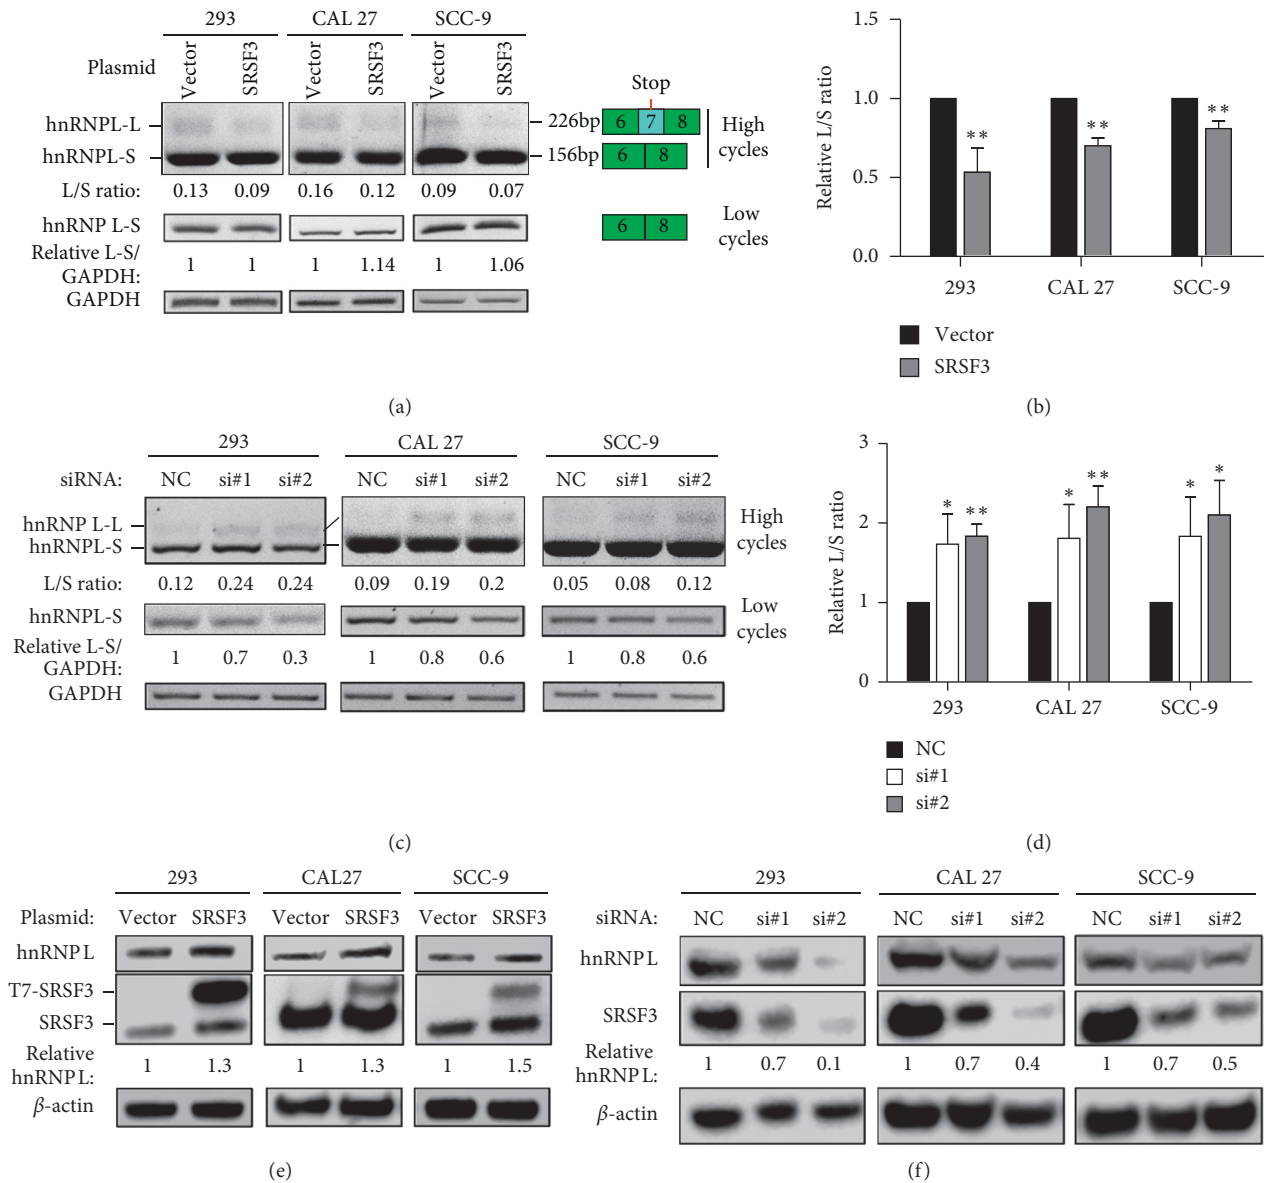 293 CAL 27 SCC-9
Plasmid Vector SRSF3 Vector SRSF3 Vector SRSF3
Stop
hnRNPL-L 226bp 6 7 8
hnRNPL-S 156bp 6 8
High
cycles
L/S ratio: 0.13 0.09 0.16 0.12 0.09 0.07
hnRNP L-S 6 8
Low
cycles
Relative L-S/
GAPDH: 1 1 1 1.14 1 1.06
GAPDH
(a)
Relative L/S ratio
1.5
1.0
0.5
0.0
** ** **
293 CAL 27 SCC-9
Vector
SRSF3
(b)
293 CAL 27 SCC-9
siRNA: NC si#1 si#2 NC si#1 si#2 NC si#1 si#2
hnRNP L-L
hnRNPL-S
High
cycles
L/S ratio: 0.12 0.24 0.24 0.09 0.19 0.2 0.05 0.08 0.12
hnRNPL-S
Low
cycles
Relative L-S/
GAPDH: 1 0.7 0.3 1 0.8 0.6 1 0.8 0.6
GAPDH
(c)
Relative L/S ratio
3
2
1
0
* ** * ** * *
293 CAL 27 SCC-9
NC
si#1
si#2
(d)
293 CAL27 SCC-9
Plasmid: Vector SRSF3 Vector SRSF3 Vector SRSF3
hnRNP L
T7-SRSF3
SRSF3
Relative
hnRNP L: 1 1.3 1 1.3 1 1.5
β-actin
(e)
293 CAL 27 SCC-9
siRNA: NC si#1 si#2 NC si#1 si#2 NC si#1 si#2
hnRNP L
SRSF3
Relative
hnRNP L: 1 0.7 0.1 1 0.7 0.4 1 0.7 0.5
β-actin
(f)